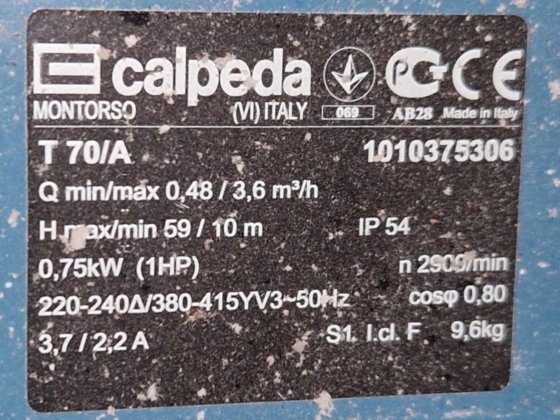 calpeda
MONTORSO (VI) ITALY 069 AB28 Made in Italy
T 70/A 1010375306
Q min/max 0,48 / 3,6 m³/h
H max/min 59 / 10 m IP 54
0,75kW (1HP) n 2900/min
220-240Δ/380-415YV3~50Hz cosφ 0,80
3,7 / 2,2 A S1 I.cl. F 9,6kg